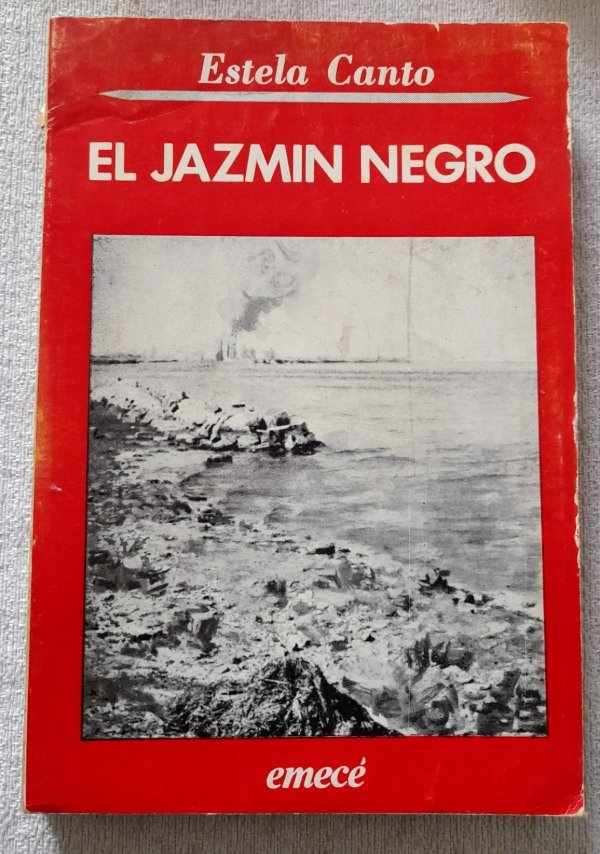 Estela Canto
EL JAZMIN NEGRO
emecé